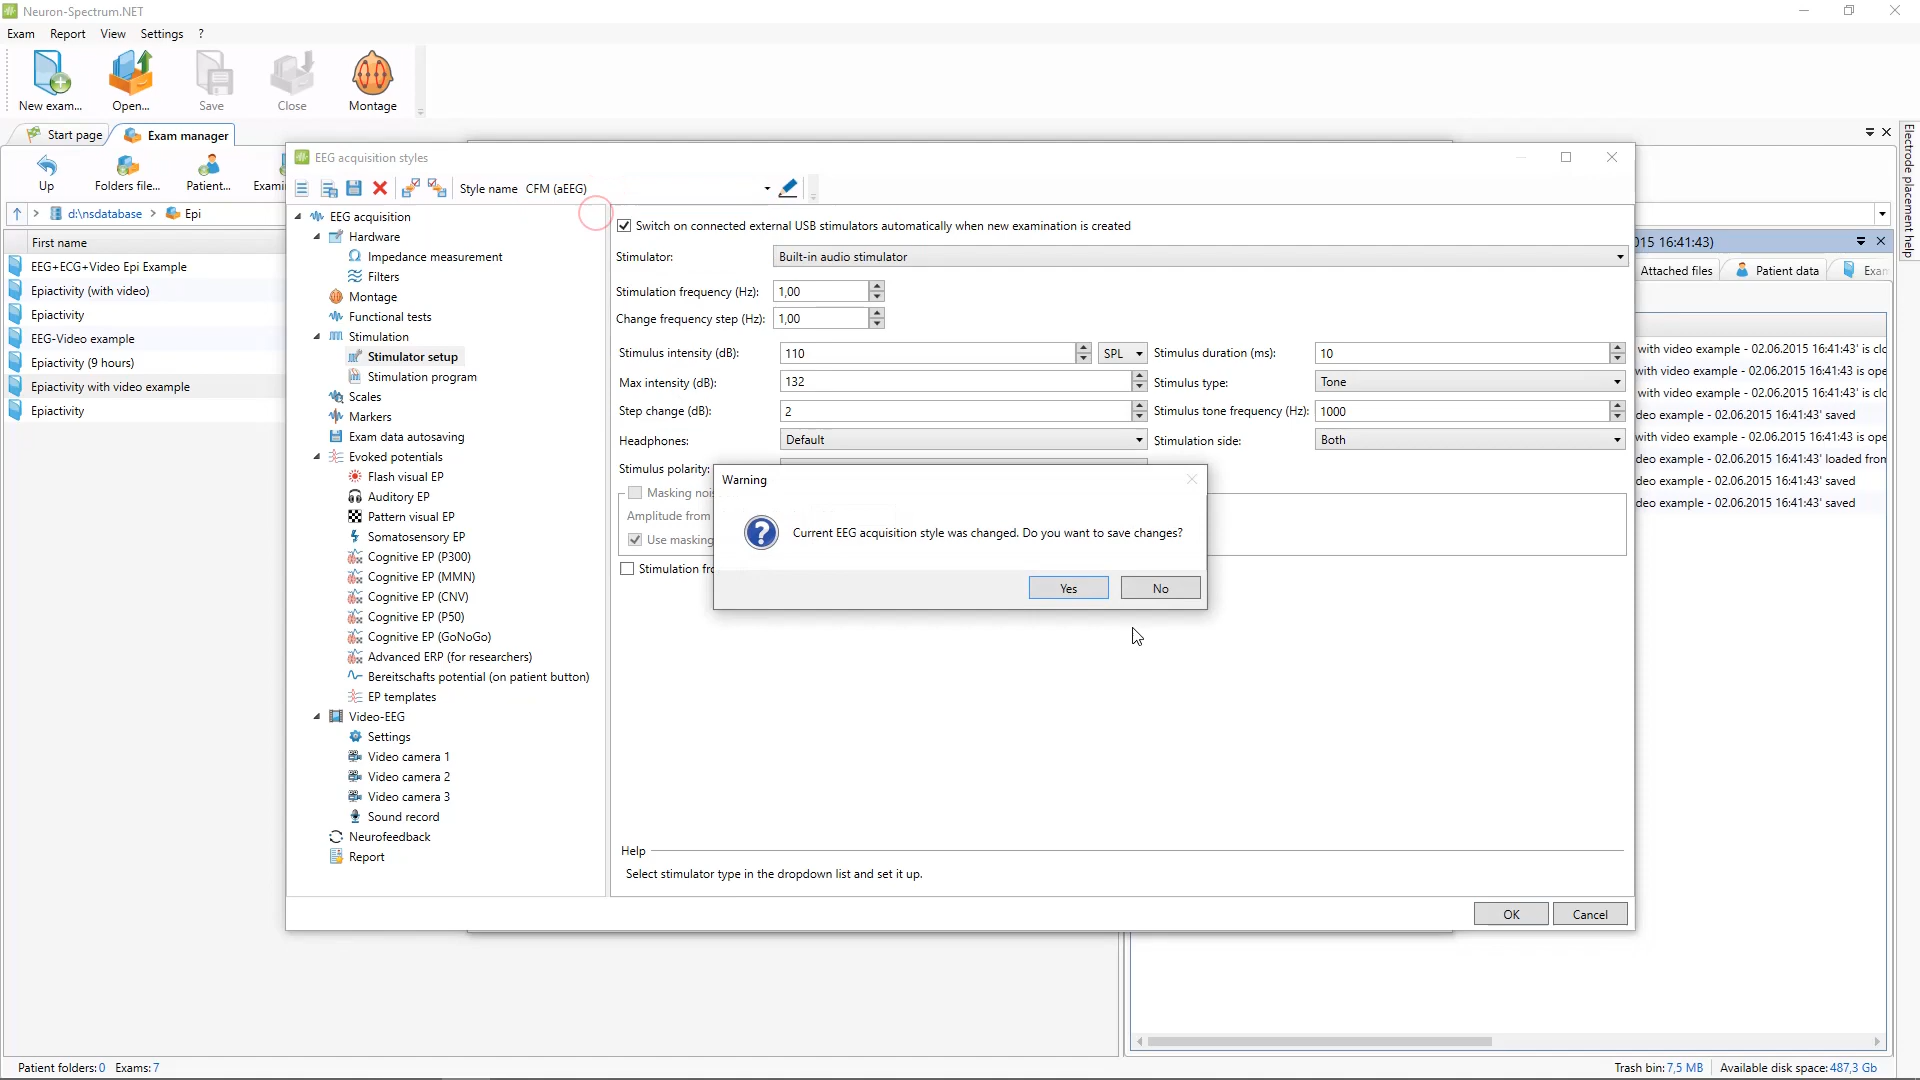 Neuron-Spectrum.NET
Exam Report View Settings ?
New exam... Open... Save Close Montage
Start page Exam manager
Up Folders file... Patient...
d:\nsdatabase Epi
First name
EEG+ECG+Video Epi Example
Epiactivity (with video)
Epiactivity
EEG-Video example
Epiactivity (9 hours)
Epiactivity with video example
Epiactivity
EEG acquisition styles
Style name CFM (aEEG)
EEG acquisition
Hardware
Impedance measurement
Filters
Montage
Functional tests
Stimulation
Stimulator setup
Stimulation program
Scales
Markers
Exam data autosaving
Evoked potentials
Flash visual EP
Auditory EP
Pattern visual EP
Somatosensory EP
Cognitive EP (P300)
Cognitive EP (MMN)
Cognitive EP (CNV)
Cognitive EP (P50)
Cognitive EP (GoNoGo)
Advanced ERP (for researchers)
Bereitschafts potential (on patient button)
EP templates
Video-EEG
Settings
Video camera 1
Video camera 2
Video camera 3
Sound record
Neurofeedback
Report
Switch on connected external USB stimulators automatically when new examination is created
Stimulator: Built-in audio stimulator
Stimulation frequency (Hz): 1,00
Change frequency step (Hz): 1,00
Stimulus intensity (dB): 110 SPL Stimulus duration (ms): 10
Max intensity (dB): 132 Stimulus type: Tone
Step change (dB): 2 Stimulus tone frequency (Hz): 1000
Headphones: Default Stimulation side: Both
Stimulus polarity:
Masking
Amplitude from
Use masking
Stimulation
Warning
Current EEG acquisition style was changed. Do you want to save changes?
Yes No
Help
Select stimulator type in the dropdown list and set it up.
OK Cancel
16:41:43)
Attached files Patient data
with video example - 02.06.2015 16:41:43' is
with video example - 02.06.2015 16:41:43' is
with video example - 02.06.2015 16:41:43' is
example - 02.06.2015 16:41:43' saved
with video example - 02.06.2015 16:41:43' is
example - 02.06.2015 16:41:43' loaded
example - 02.06.2015 16:41:43' saved
example - 02.06.2015 16:41:43' saved
Electrode placement help
Patient folders: 0 Exams: 7
Trash bin: 7,5 MB Available disk space: 487,3 Gb